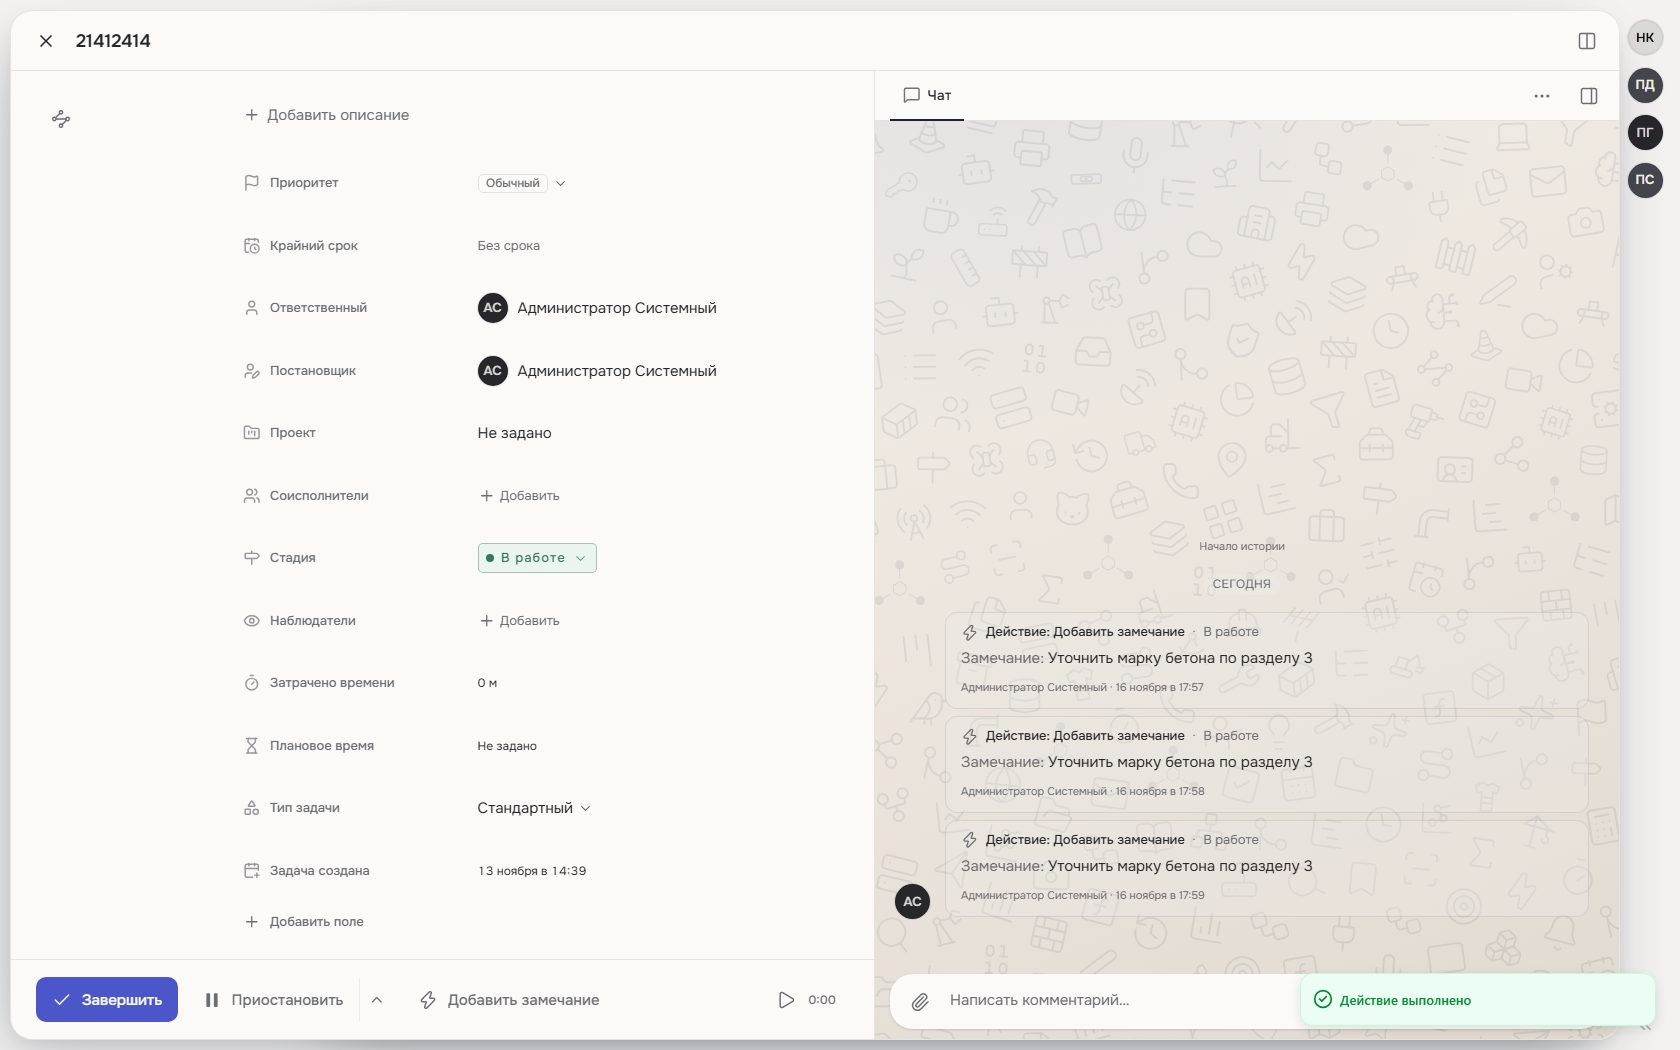 21412414
НК
ПД
ПГ
ПС
Добавить описание
Приоритет
Обычный
Крайний срок
Без срока
Ответственный
АС Администратор Системный
Постановщик
АС Администратор Системный
Проект
Не задано
Соисполнители
Добавить
Стадия
В работе
Наблюдатели
Добавить
Затрачено времени
0 м
Плановое время
Не задано
Тип задачи
Стандартный
Задача создана
13 ноября в 14:39
Добавить поле
Завершить
Приостановить
Добавить замечание
0:00
Чат
Начало истории
СЕГОДНЯ
Действие: Добавить замечание · В работе
Замечание: Уточнить марку бетона по разделу 3
Администратор Системный · 16 ноября в 17:57
Действие: Добавить замечание · В работе
Замечание: Уточнить марку бетона по разделу 3
Администратор Системный · 16 ноября в 17:58
Действие: Добавить замечание · В работе
Замечание: Уточнить марку бетона по разделу 3
Администратор Системный · 16 ноября в 17:59
АС
Написать комментарий...
Действие выполнено